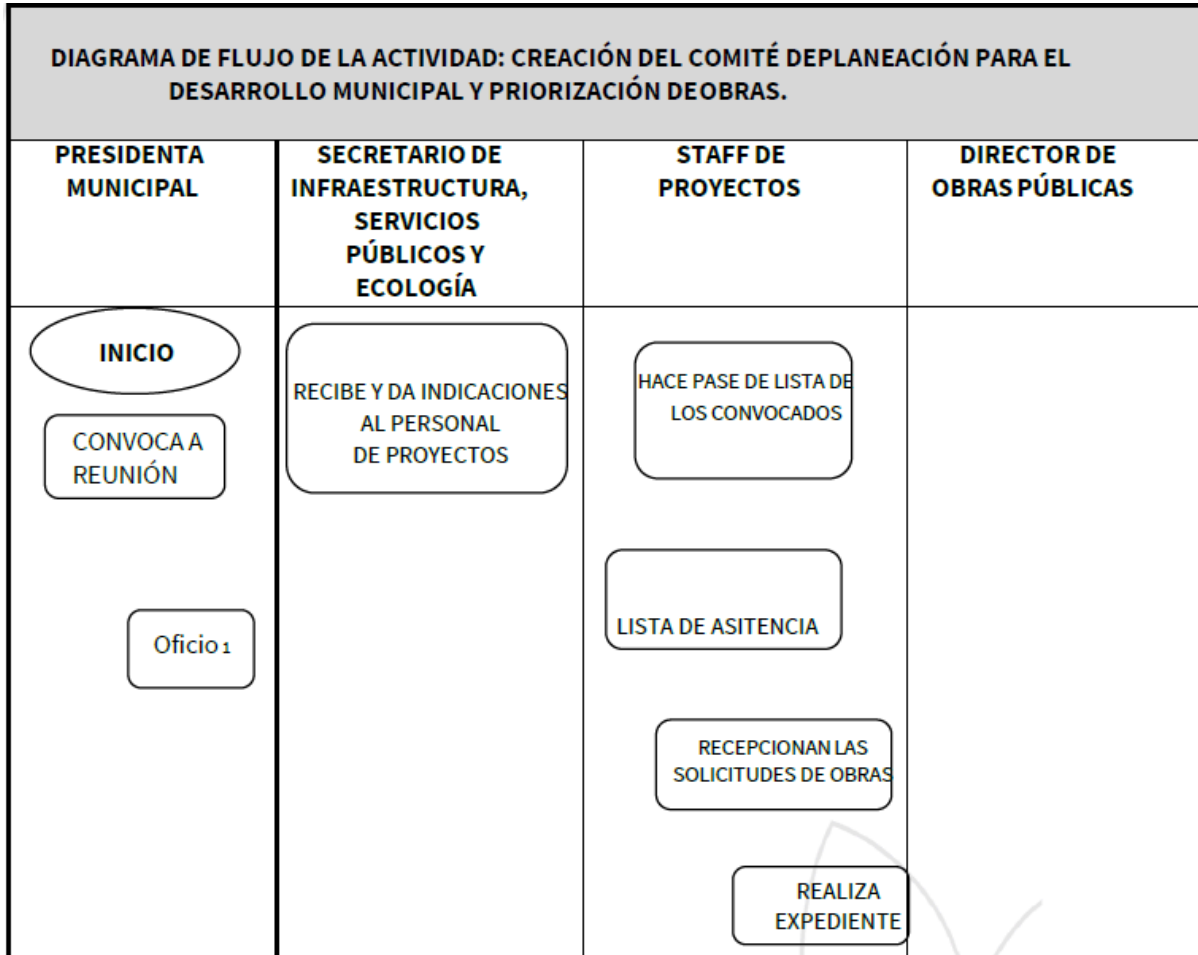 DIAGRAMA DE FLUJO DE LA ACTIVIDAD: CREACIÓN DEL COMITÉ DEPLANEACIÓN PARA EL
DESARROLLO MUNICIPAL Y PRIORIZACIÓN DEOBRAS.
PRESIDENTA
MUNICIPAL
SECRETARIO DE
INFRAESTRUCTURA,
SERVICIOS
PÚBLICOS Y
ECOLOGÍA
STAFF DE
PROYECTOS
DIRECTOR DE
OBRAS PÚBLICAS
INICIO
CONVOCA A
REUNIÓN
Oficio 1
RECIBE Y DA INDICACIONES
AL PERSONAL
DE PROYECTOS
HACE PASE DE LISTA DE
LOS CONVOCADOS
LISTA DE ASITENCIA
RECEPCIONAN LAS
SOLICITUDES DE OBRAS
REALIZA
EXPEDIENTE